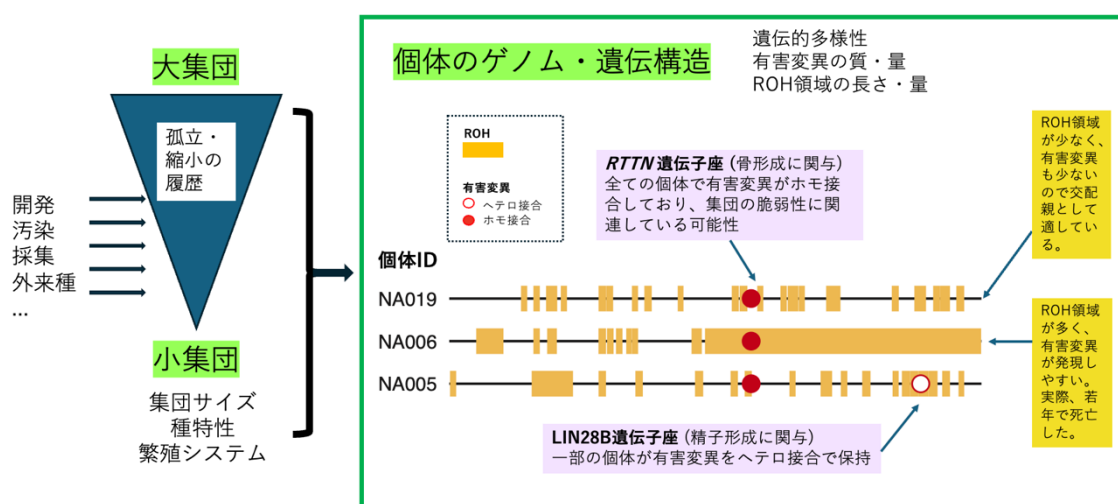 大集団
孤立・
縮小の
履歴
開発
汚染
採集
外来種
...
小集団
集団サイズ
種特性
繁殖システム
個体のゲノム・遺伝構造
遺伝的多様性
有害変異の質・量
ROH領域の長さ・量
ROH
有害変異
ヘテロ接合
ホモ接合
RTTN 遺伝子座 (骨形成に関与)
全ての個体で有害変異がホモ接
合しており、集団の脆弱性に関
連している可能性
ROH領域
が少なく、
有害変異
も少ない
ので交配
親として
適してい
る。
個体ID
NA019
NA006
NA005
ROH領域
が多く、
有害変異
が発現し
やすい。
実際、若
年で死亡
した。
LIN28B遺伝子座 (精子形成に関与)
一部の個体が有害変異をヘテロ接合で保持